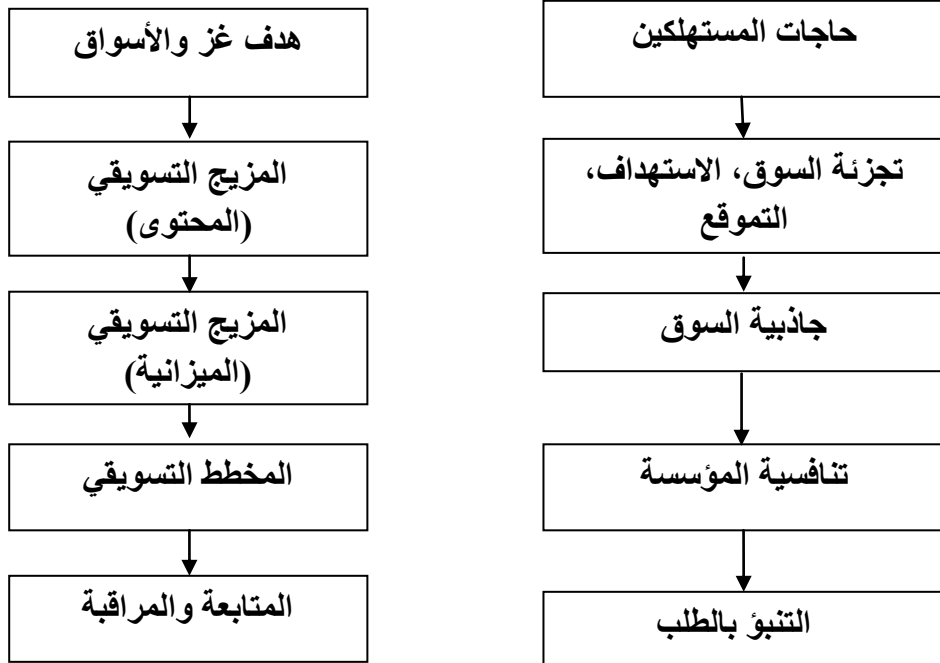 حاجات المستهلكين
تجزئة السوق، الاستهداف،
التموقع
جاذبية السوق
تنافسية المؤسسة
التنبؤ بالطلب
هدف غز والأسواق
المزيج التسويقي
(المحتوى)
المزيج التسويقي
(الميزانية)
المخطط التسويقي
المتابعة والمراقبة